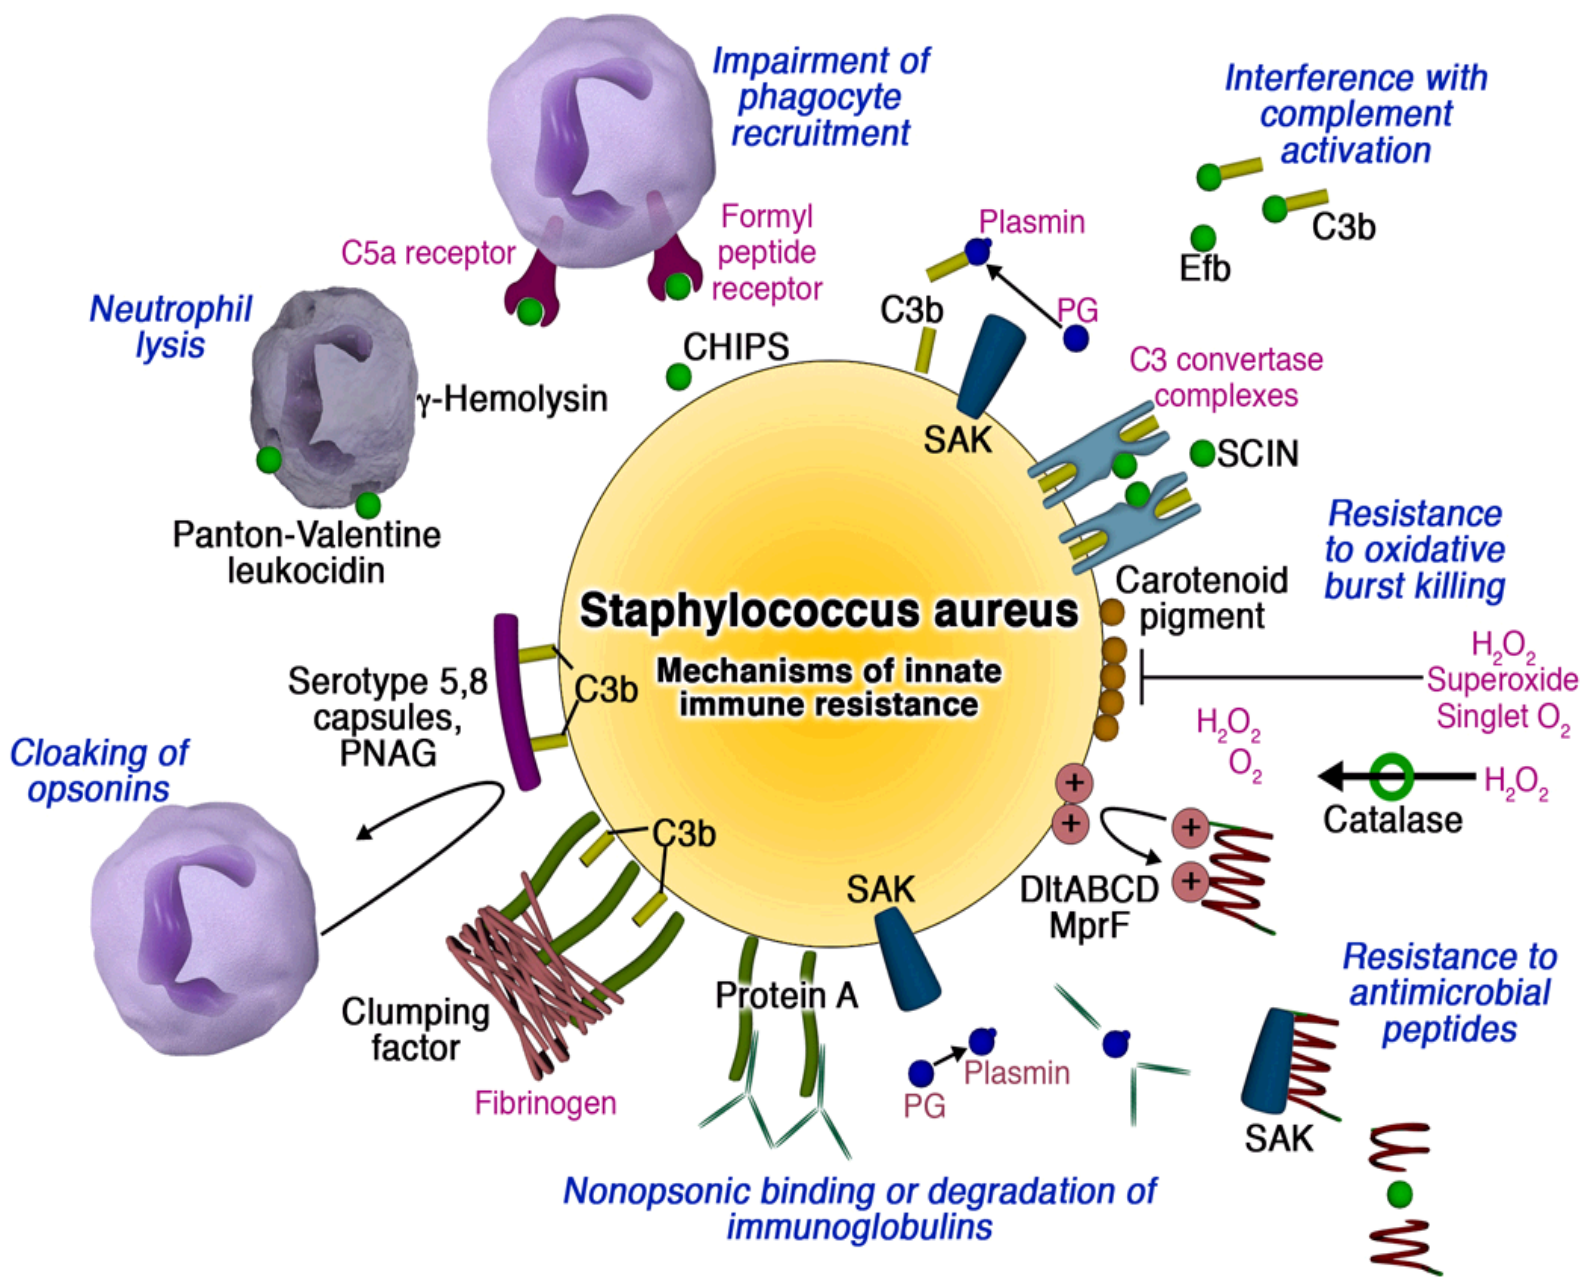 Impairment of
phagocyte
recruitment
Interference with
complement
activation
C3b
Efb
Plasmin
PG
C3b
SAK
C5a receptor
Formyl
peptide
receptor
CHIPS
Neutrophil
lysis
γ-Hemolysin
Panton-Valentine
leukocidin
C3 convertase
complexes
SCIN
Resistance
to oxidative
burst killing
Carotenoid
pigment
H₂O₂
Superoxide
Singlet O₂
H₂O₂
O₂
H₂O₂
Catalase
Staphylococcus aureus
Mechanisms of innate
immune resistance
Serotype 5,8
capsules,
PNAG
C3b
Cloaking of
opsonins
C3b
Clumping
factor
Fibrinogen
Protein A
SAK
PG
Plasmin
+
+
+
+
DltABCD
MprF
Resistance to
antimicrobial
peptides
SAK
Nonopsonic binding or degradation of
immunoglobulins